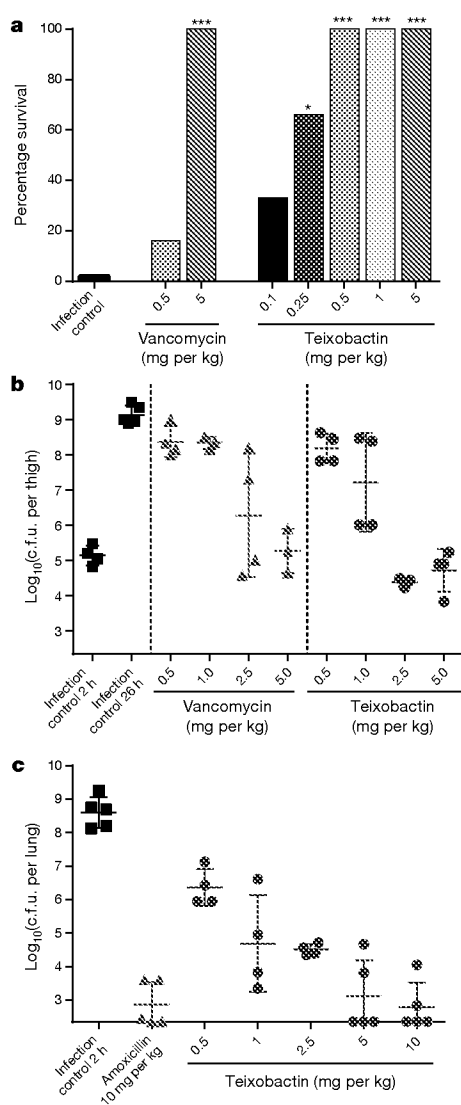 a
Percentage survival
100
80
60
40
20
0
***
*
***
***
***
Infection
control
0.5
5
0.1
0.25
0.5
1
5
Vancomycin
(mg per kg)
Teixobactin
(mg per kg)
b
Log10(c.f.u. per thigh)
10
9
8
7
6
5
4
3
Infection
control 2 h
Infection
control 26 h
0.5
1.0
2.5
5.0
0.5
1.0
2.5
5.0
Vancomycin
(mg per kg)
Teixobactin
(mg per kg)
c
Log10(c.f.u. per lung)
10
9
8
7
6
5
4
3
Infection
control 2 h
Amoxicillin
10 mg per kg
0.5
1
2.5
5
10
Teixobactin (mg per kg)